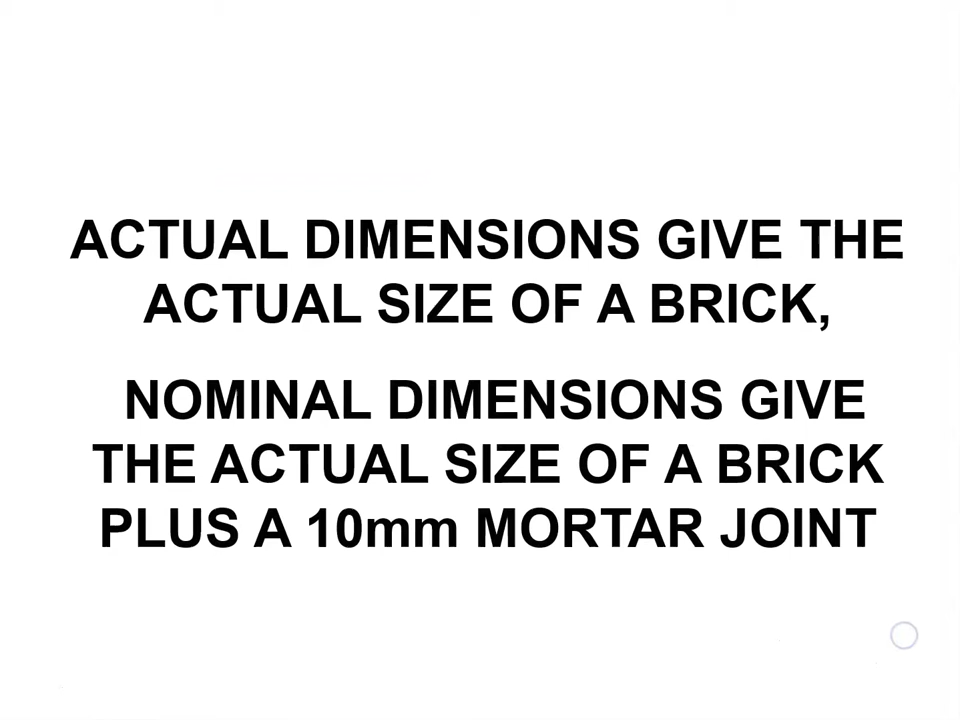 ACTUAL DIMENSIONS GIVE THE
ACTUAL SIZE OF A BRICK,
NOMINAL DIMENSIONS GIVE
THE ACTUAL SIZE OF A BRICK
PLUS A 10mm MORTAR JOINT